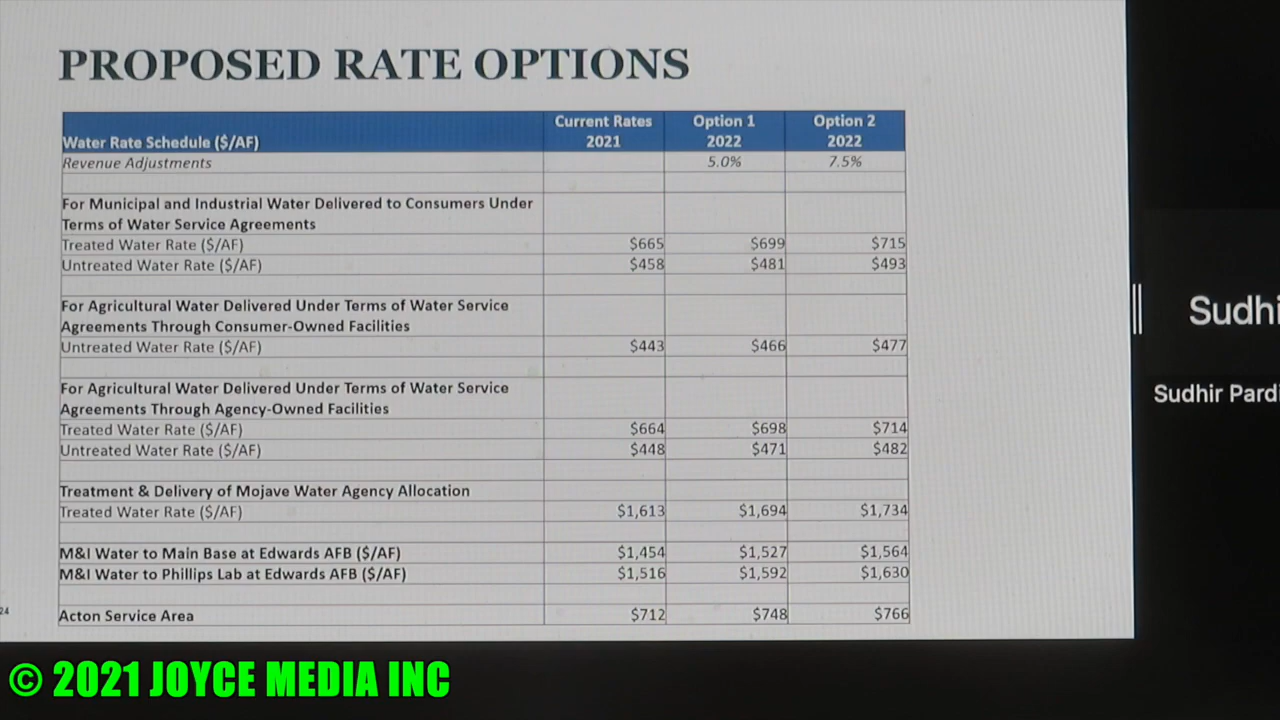 PROPOSED RATE OPTIONS
Water Rate Schedule ($/AF) Current Rates 2021 Option 1 2022 Option 2 2022
Revenue Adjustments 5.0% 7.5%
For Municipal and Industrial Water Delivered to Consumers Under
Terms of Water Service Agreements
Treated Water Rate ($/AF) $665 $699 $715
Untreated Water Rate ($/AF) $458 $481 $493
For Agricultural Water Delivered Under Terms of Water Service
Agreements Through Consumer-Owned Facilities
Untreated Water Rate ($/AF) $443 $466 $477
For Agricultural Water Delivered Under Terms of Water Service
Agreements Through Agency-Owned Facilities
Treated Water Rate ($/AF) $664 $698 $714
Untreated Water Rate ($/AF) $448 $471 $482
Treatment & Delivery of Mojave Water Agency Allocation
Treated Water Rate ($/AF) $1,613 $1,694 $1,734
M&I Water to Main Base at Edwards AFB ($/AF) $1,454 $1,527 $1,564
M&I Water to Phillips Lab at Edwards AFB ($/AF) $1,516 $1,592 $1,630
24
Acton Service Area $712 $748 $766
Sudhi
Sudhir Pardi
© 2021 JOYCE MEDIA INC